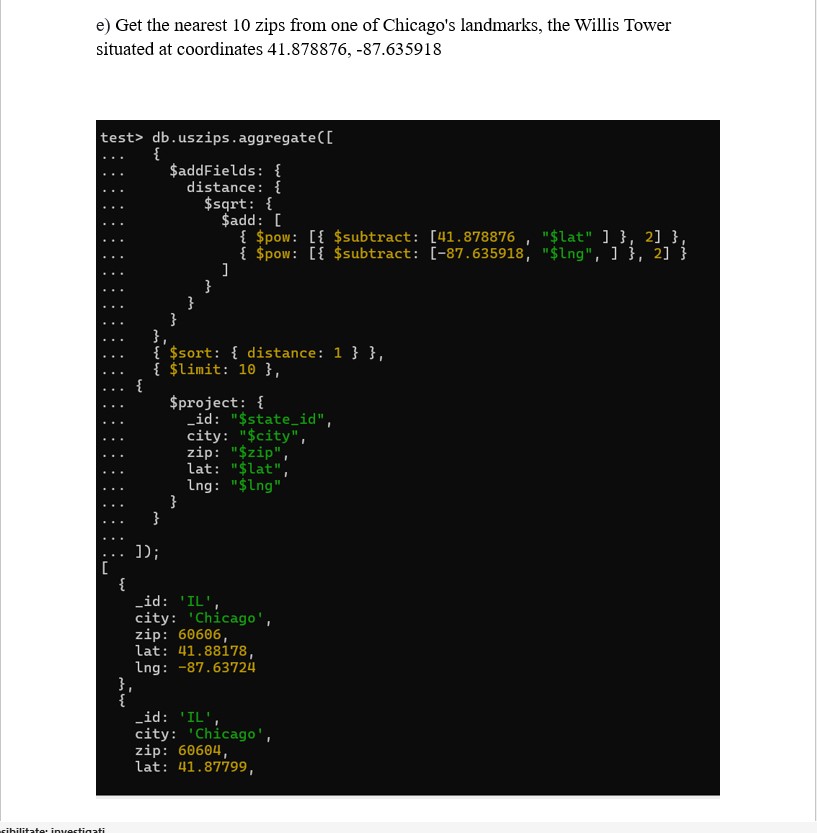 e) Get the nearest 10 zips from one of Chicago's landmarks, the Willis Tower
situated at coordinates 41.878876, -87.635918
test> db.uszips.aggregate([
...   {
...     $addFields: {
...       distance: {
...         $sqrt: {
...           $add: [
...             { $pow: [{ $subtract: [41.878876 , "$lat" ] }, 2] },
...             { $pow: [{ $subtract: [-87.635918, "$lng", ] }, 2] }
...           ]
...         }
...       }
...     }
...   },
...   { $sort: { distance: 1 } },
...   { $limit: 10 },
... {
...     $project: {
...       _id: "$state_id",
...       city: "$city",
...       zip: "$zip",
...       lat: "$lat",
...       lng: "$lng"
...     }
...   }
...
... ]);
[
  {
    _id: 'IL',
    city: 'Chicago',
    zip: 60606,
    lat: 41.88178,
    lng: -87.63724
  },
  {
    _id: 'IL',
    city: 'Chicago',
    zip: 60604,
    lat: 41.87799,
sibilitate: investigați